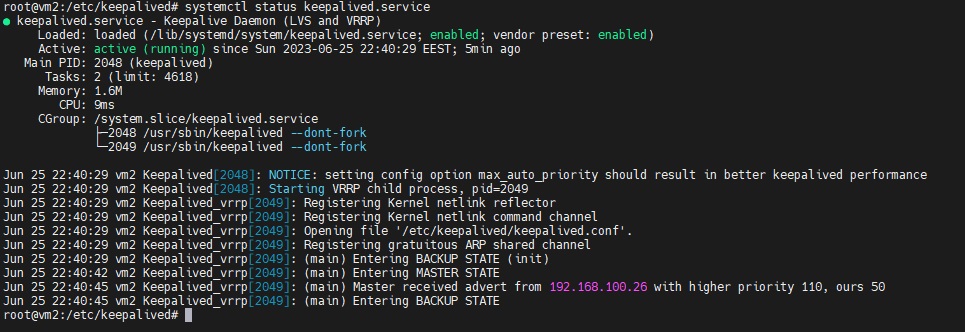 root@vm2:/etc/keepalived# systemctl status keepalived.service
● keepalived.service - Keepalive Daemon (LVS and VRRP)
     Loaded: loaded (/lib/systemd/system/keepalived.service; enabled; vendor preset: enabled)
     Active: active (running) since Sun 2023-06-25 22:40:29 EEST; 5min ago
   Main PID: 2048 (keepalived)
      Tasks: 2 (limit: 4618)
     Memory: 1.6M
        CPU: 9ms
     CGroup: /system.slice/keepalived.service
             ├─2048 /usr/sbin/keepalived --dont-fork
             └─2049 /usr/sbin/keepalived --dont-fork

Jun 25 22:40:29 vm2 Keepalived[2048]: NOTICE: setting config option max_auto_priority should result in better keepalived performance
Jun 25 22:40:29 vm2 Keepalived[2048]: Starting VRRP child process, pid=2049
Jun 25 22:40:29 vm2 Keepalived_vrrp[2049]: Registering Kernel netlink reflector
Jun 25 22:40:29 vm2 Keepalived_vrrp[2049]: Registering Kernel netlink command channel
Jun 25 22:40:29 vm2 Keepalived_vrrp[2049]: Opening file '/etc/keepalived/keepalived.conf'.
Jun 25 22:40:29 vm2 Keepalived_vrrp[2049]: Registering gratuitous ARP shared channel
Jun 25 22:40:29 vm2 Keepalived_vrrp[2049]: (main) Entering BACKUP STATE (init)
Jun 25 22:40:42 vm2 Keepalived_vrrp[2049]: (main) Entering MASTER STATE
Jun 25 22:40:45 vm2 Keepalived_vrrp[2049]: (main) Master received advert from 192.168.100.26 with higher priority 110, ours 50
Jun 25 22:40:45 vm2 Keepalived_vrrp[2049]: (main) Entering BACKUP STATE
root@vm2:/etc/keepalived#